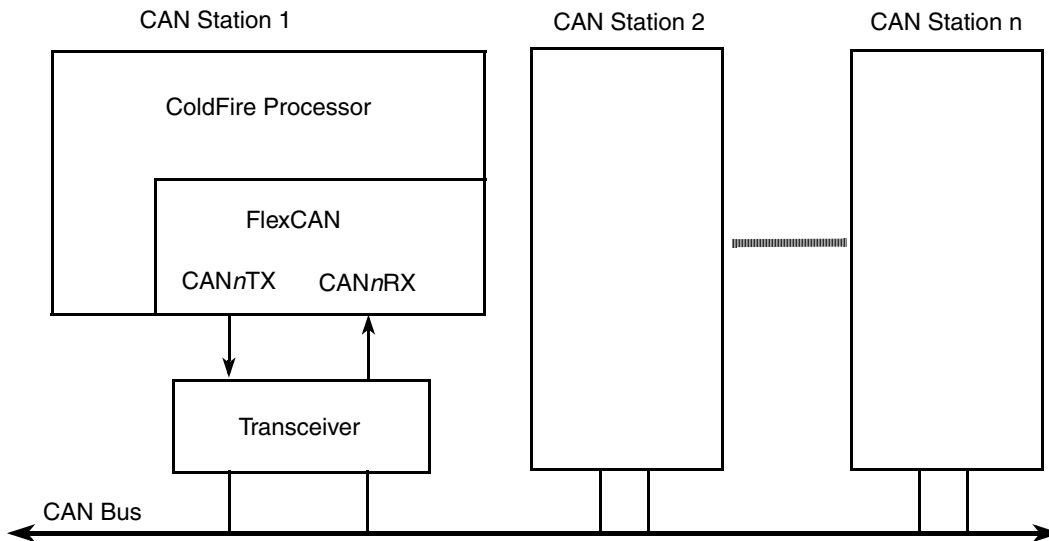 CAN Station 1
CAN Station 2
CAN Station n
ColdFire Processor
FlexCAN
CANnTX
CANnRX
Transceiver
CAN Bus